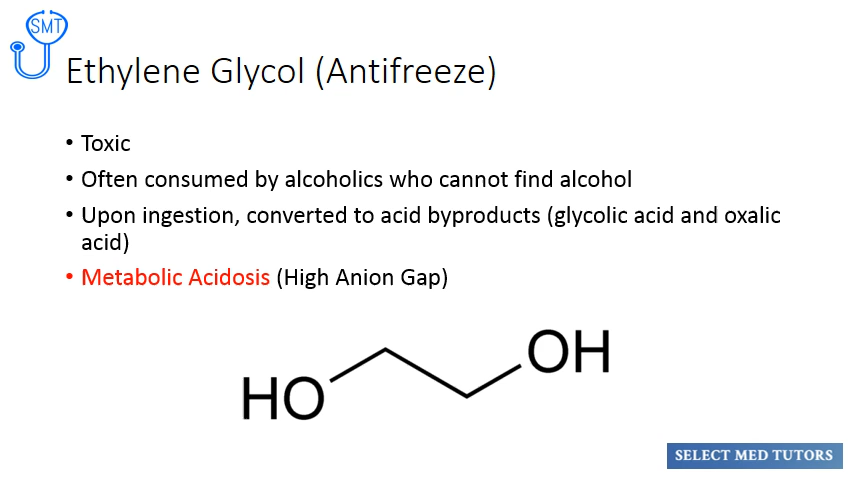 SMT
Ethylene Glycol (Antifreeze)
• Toxic
• Often consumed by alcoholics who cannot find alcohol
• Upon ingestion, converted to acid byproducts (glycolic acid and oxalic
acid)
• Metabolic Acidosis (High Anion Gap)
OH
HO
SELECT MED TUTORS